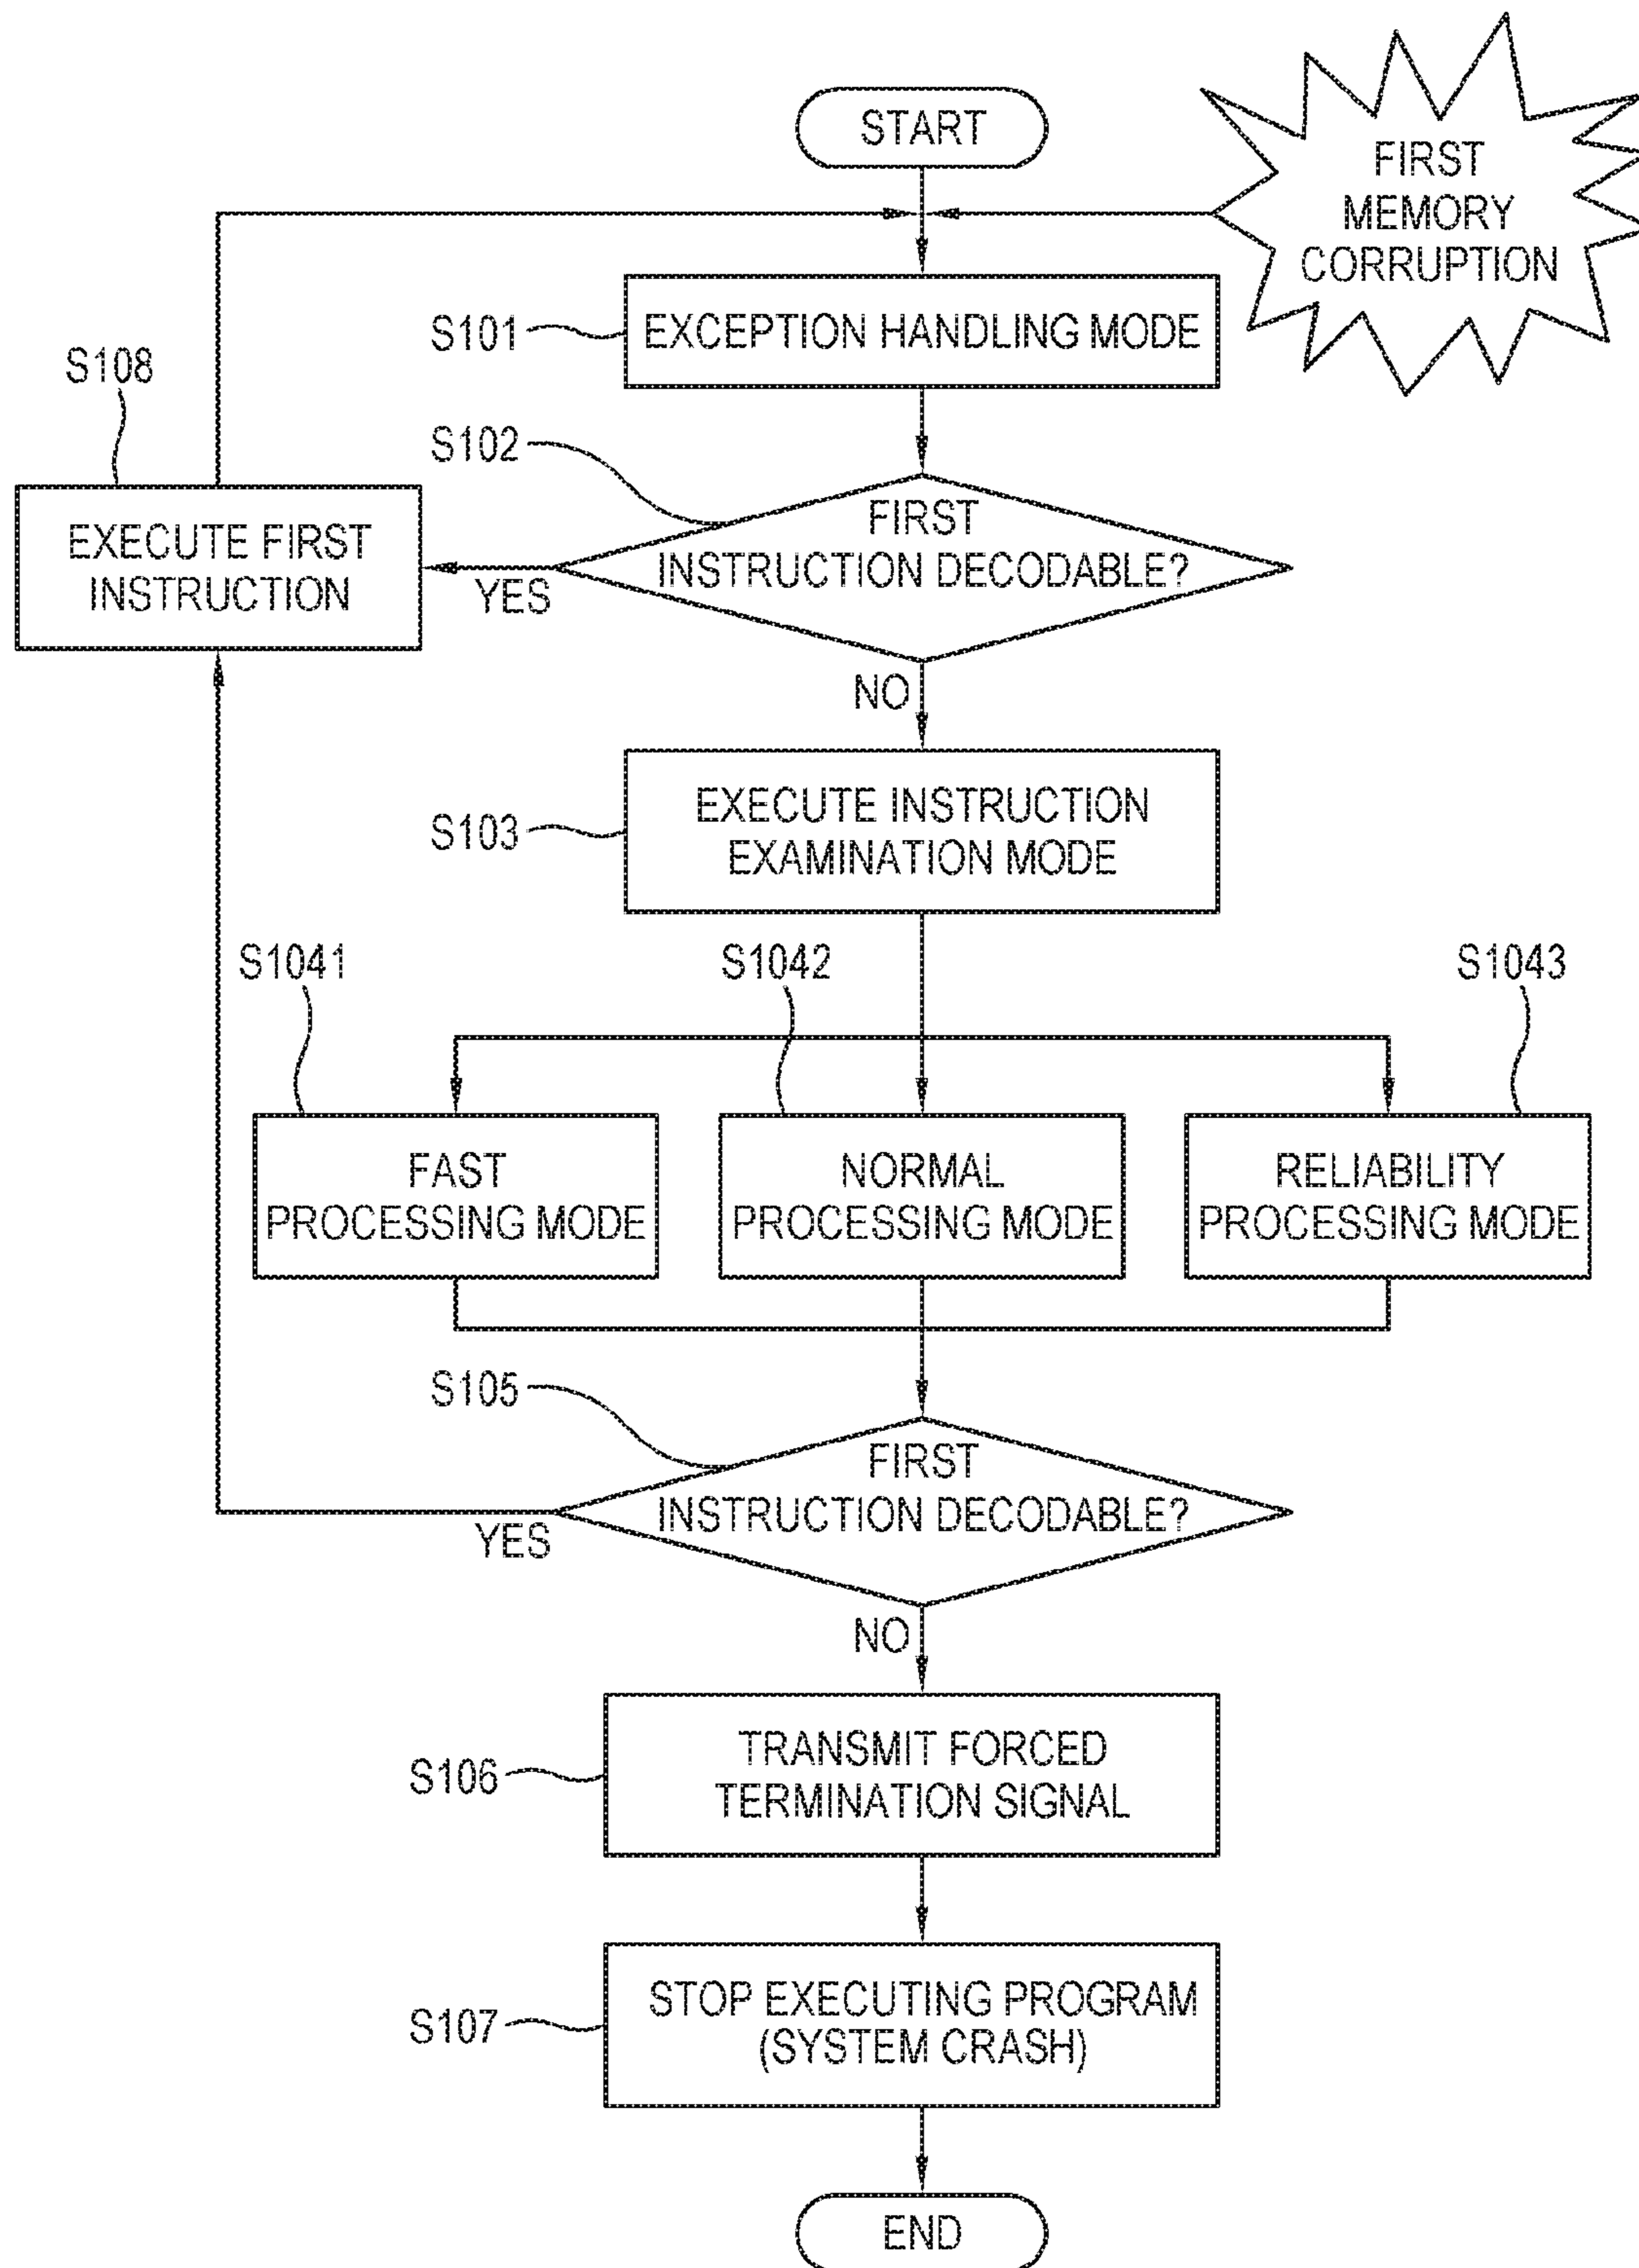 START
FIRST
MEMORY
CORRUPTION
S101
EXCEPTION HANDLING MODE
S108
S102
FIRST
INSTRUCTION DECODABLE?
EXECUTE FIRST
INSTRUCTION
YES
NO
S103
EXECUTE INSTRUCTION
EXAMINATION MODE
S1041
S1042
S1043
FAST
PROCESSING MODE
NORMAL
PROCESSING MODE
RELIABILITY
PROCESSING MODE
S105
FIRST
INSTRUCTION DECODABLE?
YES
NO
S106
TRANSMIT FORCED
TERMINATION SIGNAL
S107
STOP EXECUTING PROGRAM
(SYSTEM CRASH)
END